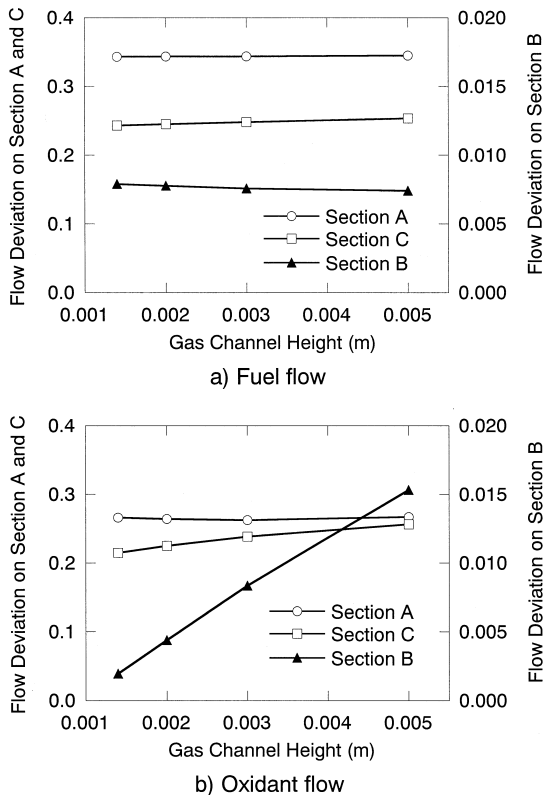 Flow Deviation on Section A and C
0.4
0.3
0.2
0.1
0.0
0.020
0.015
0.010
0.005
0.000
Flow Deviation on Section B
Section A
Section C
Section B
0.001 0.002 0.003 0.004 0.005
Gas Channel Height (m)
a) Fuel flow
Flow Deviation on Section A and C
0.4
0.3
0.2
0.1
0.0
0.020
0.015
0.010
0.005
0.000
Flow Deviation on Section B
Section A
Section C
Section B
0.001 0.002 0.003 0.004 0.005
Gas Channel Height (m)
b) Oxidant flow